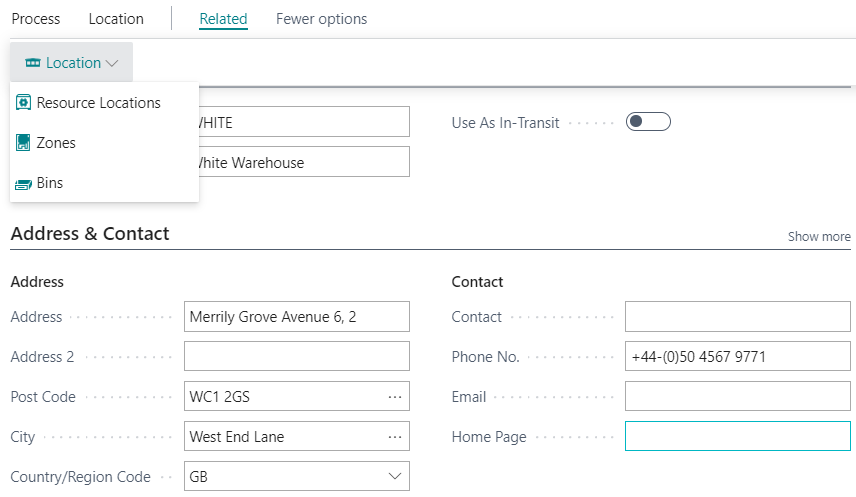 Process Location Related Fewer options
Location
Resource Locations
Zones
Bins
WHITE
White Warehouse
Use As In-Transit
Address & Contact
Show more
Address
Address Merrily Grove Avenue 6, 2
Address 2
Post Code WC1 2GS
City West End Lane
Country/Region Code GB
Contact
Contact
Phone No. +44-(0)50 4567 9771
Email
Home Page